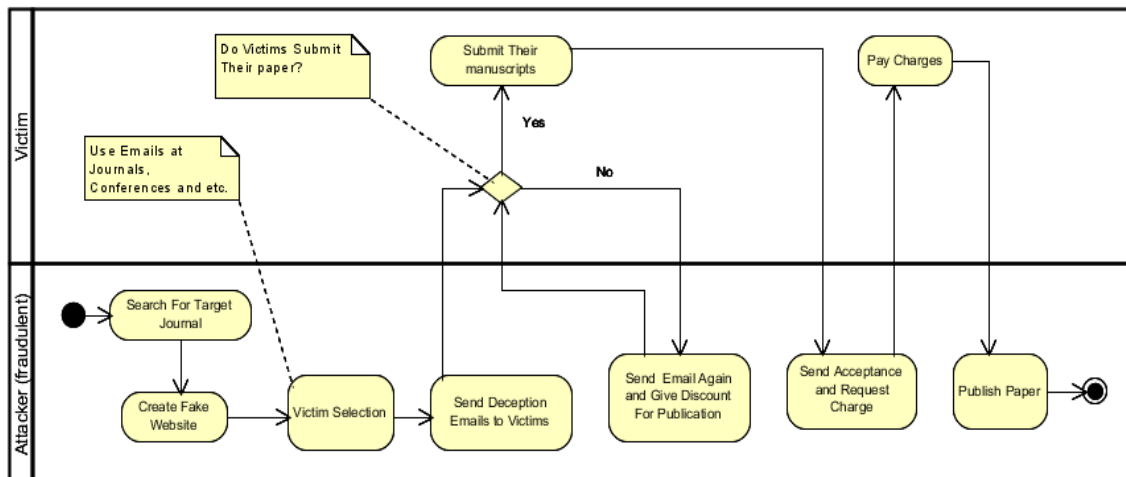 Victim
Do Victims Submit
Their paper?
Submit Their
manuscripts
Pay Charges
Yes
Use Emails at
Journals,
Conferences and etc.
No
Attacker (fraudulent)
Search For Target
Journal
Create Fake
Website
Victim Selection
Send Deception
Emails to Victims
Send Email Again
and Give Discount
For Publication
Send Acceptance
and Request
Charge
Publish Paper